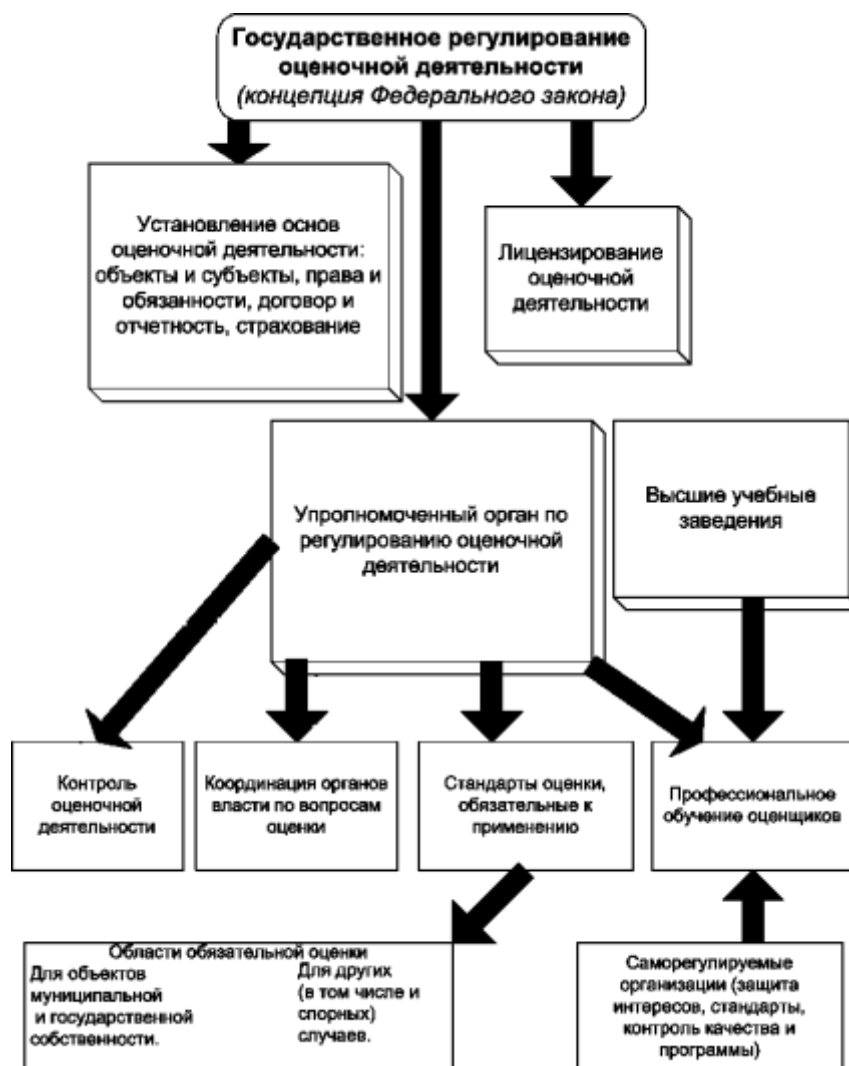 Государственное регулирование
оценочной деятельности
(концепция Федерального закона)
Установление основ
оценочной деятельности:
объекты и субъекты, права и
обязанности, договор и
отчетность, страхование
Лицензирование
оценочной
деятельности
Упропномоченный орган по
регулированию оценочной
деятельности
Высшие учебные
заведения
Контроль
оценочной
деятельности
Координация органов
власти по вопросам
оценки
Стандарты оценки,
обязательные к
применению
Профессиональное
обучение оценщиков
Области обязательной оценки
Для объектов
муниципальной
и государственной
собственности.
Для других
(в том числе и
спорных)
случаев.
Саморегулируемые
организации (защита
интересов, стандарты,
контроль качества и
программы)